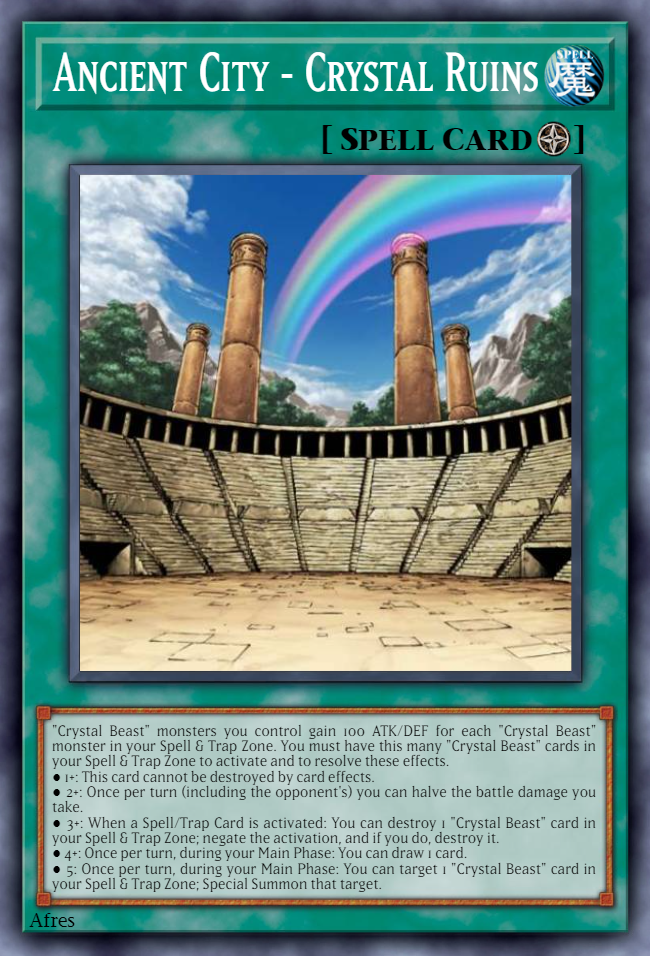 Ancient City - Crystal Ruins
SPELL
魔
[ Spell Card ]
"Crystal Beast" monsters you control gain 100 ATK/DEF for each "Crystal Beast"
monster in your Spell & Trap Zone. You must have this many "Crystal Beast" cards in
your Spell & Trap Zone to activate and to resolve these effects.
● 1+: This card cannot be destroyed by card effects.
● 2+: Once per turn (including the opponent's) you can halve the battle damage you
take.
● 3+: When a Spell/Trap Card is activated: You can destroy 1 "Crystal Beast" card in
your Spell & Trap Zone; negate the activation, and if you do, destroy it.
● 4+: Once per turn, during your Main Phase: You can draw 1 card.
● 5: Once per turn, during your Main Phase: You can target 1 "Crystal Beast" card in
your Spell & Trap Zone; Special Summon that target.
Afres